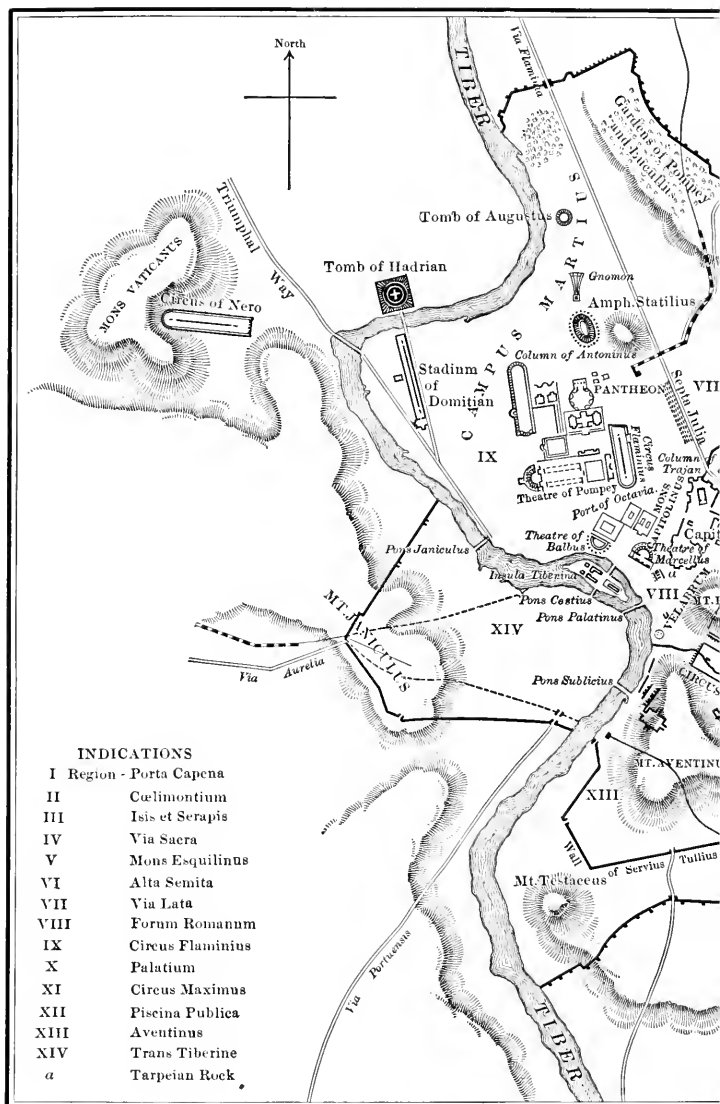 North
TIBER
Via Flaminia
Gardens of Pompey
and Lucullus
Tomb of Augustus
Triumphal Way
MONS VATICANUS
Circus of Nero
Tomb of Hadrian
CAMPUS MARTIUS
Gnomon
Amph. Statilius
Column of Antoninus
Stadium
of
Domitian
PANTHEON
VII
Septa Julia
IX
Circus
Flaminius
Column of
Trajan
Theatre of Pompey
Port. of Octavia
MONS
CAPITOLINUS
Capit
Theatre of
Balbus
Theatre of
Marcellus
a
Pons Janiculus
Insula Tiberina
Pons Cestius
VIII
VELABRUM
Pons Palatinus
MT. JANICULUS
XIV
Via Aurelia
Pons Sublicius
CIRCUS
MT. AVENTINU
XIII
Wall of Servius Tullius
Mt. Testaceus
Via Portuensis
TIBER
INDICATIONS
I Region - Porta Capena
II Cœlimontium
III Isis et Serapis
IV Via Sacra
V Mons Esquilinus
VI Alta Semita
VII Via Lata
VIII Forum Romanum
IX Circus Flaminius
X Palatium
XI Circus Maximus
XII Piscina Publica
XIII Aventinus
XIV Trans Tiberine
a Tarpeian Rock